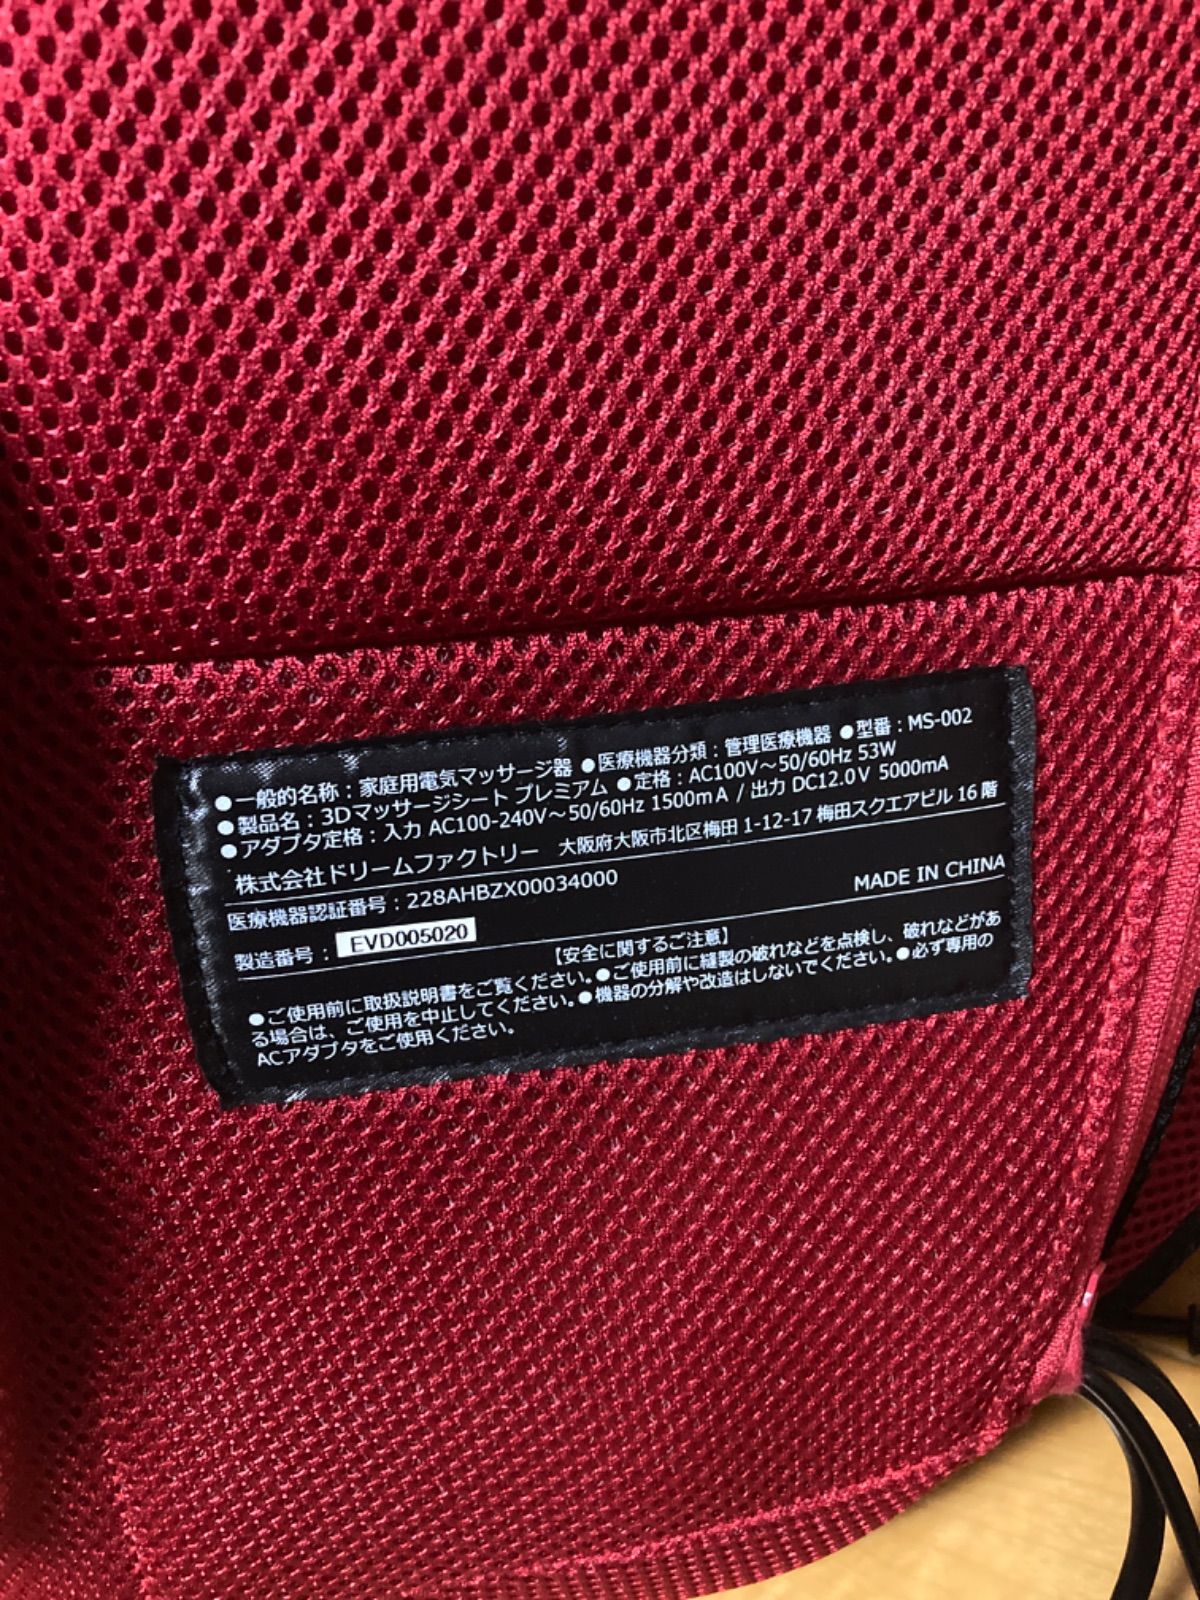 ●一般的名称：家庭用電気マッサージ器 ●医療機器分類：管理医療機器 ●型番：MS-002
●製品名：3Dマッサージシート プレミアム ●定格：AC100V～50/60Hz 53W
●アダプタ定格：入力 AC100-240V～50/60Hz 1500mA / 出力 DC12.0V 5000mA
株式会社ドリームファクトリー 大阪府大阪市北区梅田 1-12-17 梅田スクエアビル 16 階
医療機器認証番号：228AHBZX00034000
MADE IN CHINA
製造番号：EVD005020
【安全に関するご注意】
●ご使用前に取扱説明書をご覧ください。●ご使用前に縫製の破れなどを点検し、破れなどがあ
る場合は、ご使用を中止してください。●機器の分解や改造はしないでください。●必ず専用の
ACアダプタをご使用ください。